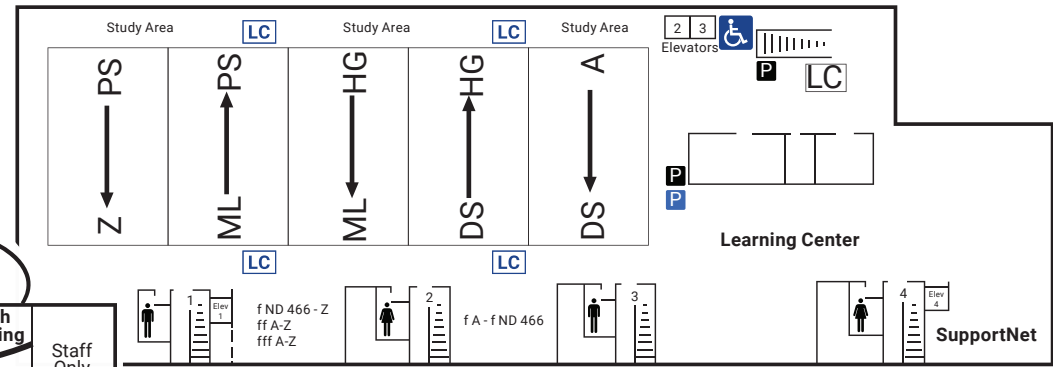 Study Area
LC
Study Area
LC
Study Area
2 3
Elevators
P
LC
PS
PS
HG
HG
A
Z
ML
ML
DS
DS
P
P
Learning Center
LC
LC
1
Elev
1
f ND 466 - Z
ff A-Z
fff A-Z
2
f A - f ND 466
3
4
Elev
4
SupportNet
Staff
Only